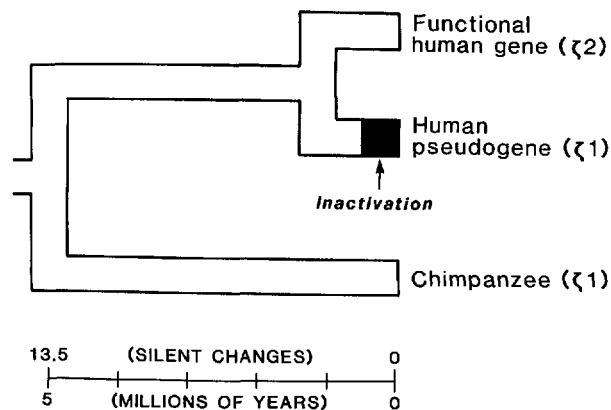 Functional
human gene (ζ2)
Human
pseudogene (ζ1)
Inactivation
Chimpanzee (ζ1)
13.5 (SILENT CHANGES) 0
5 (MILLIONS OF YEARS) 0